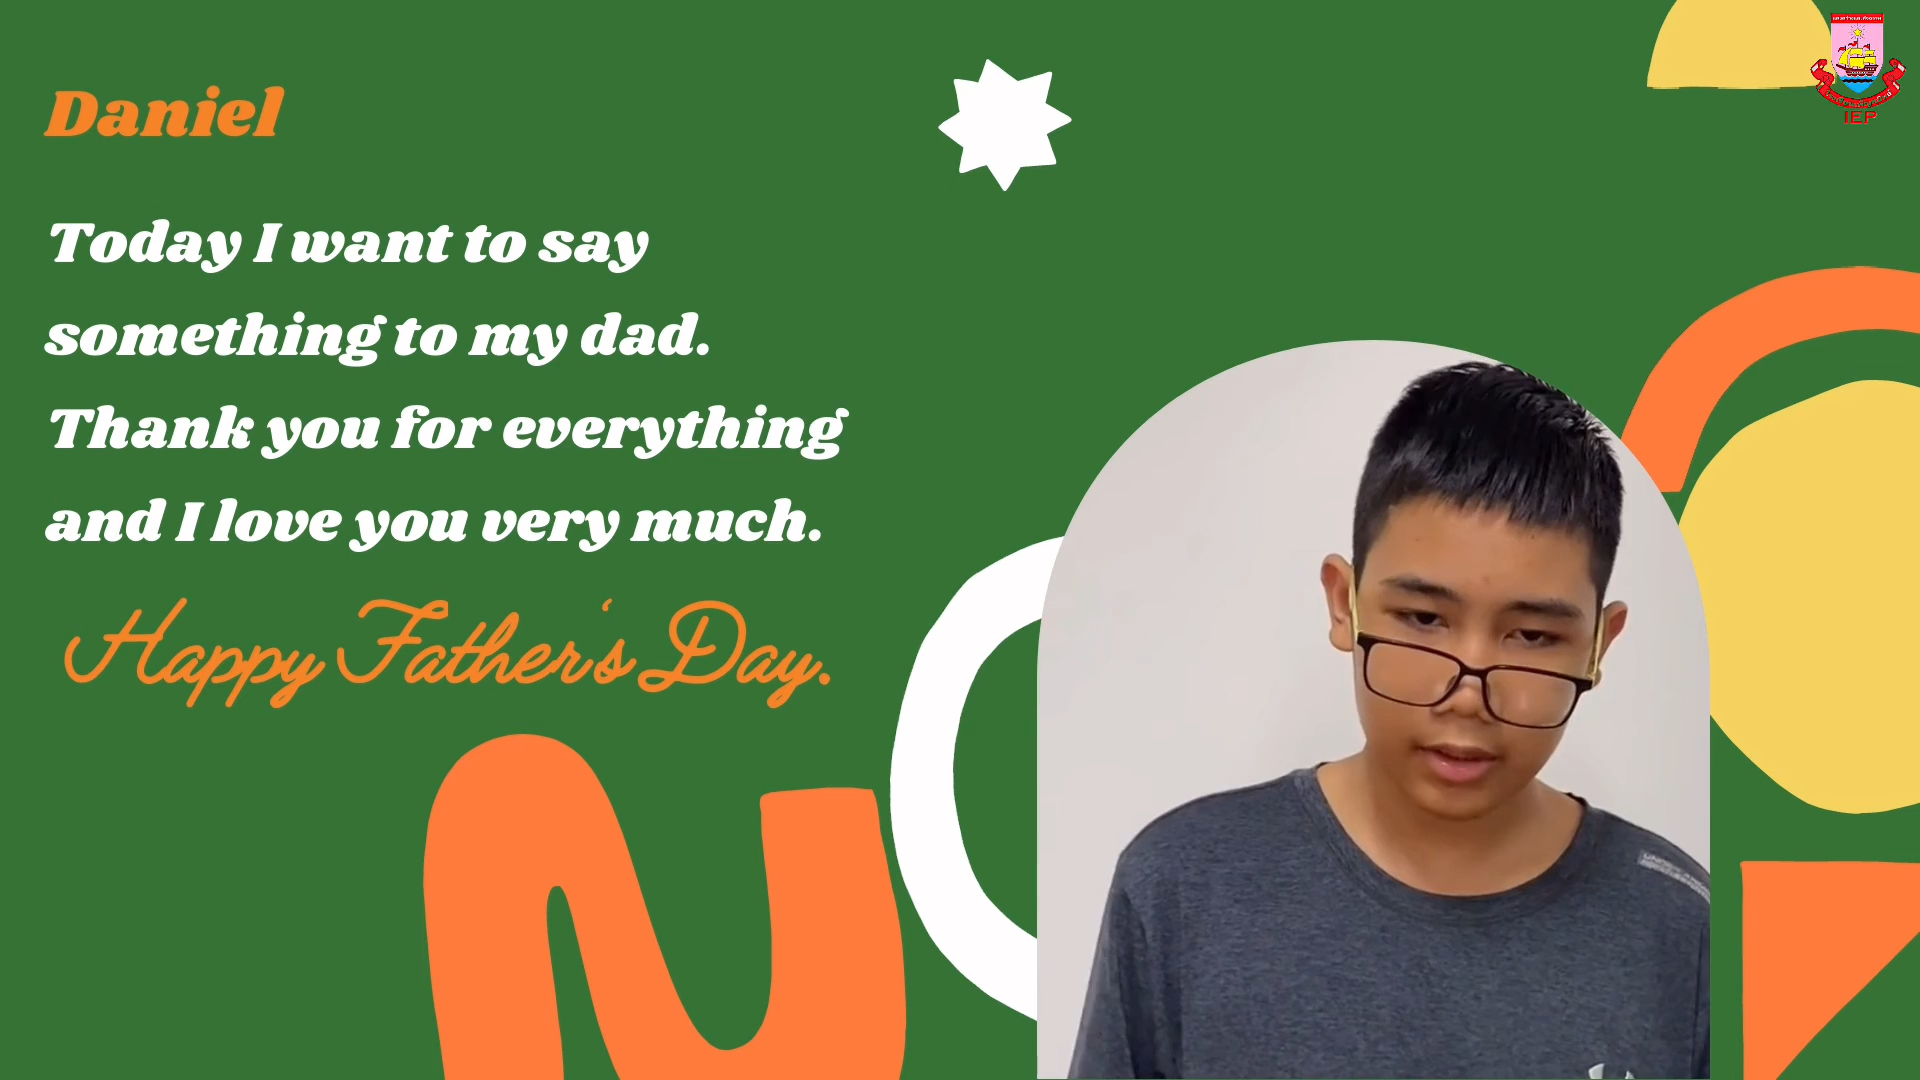 Daniel
Today I want to say
something to my dad.
Thank you for everything
and I love you very much.
Happy Father's Day.
IEP